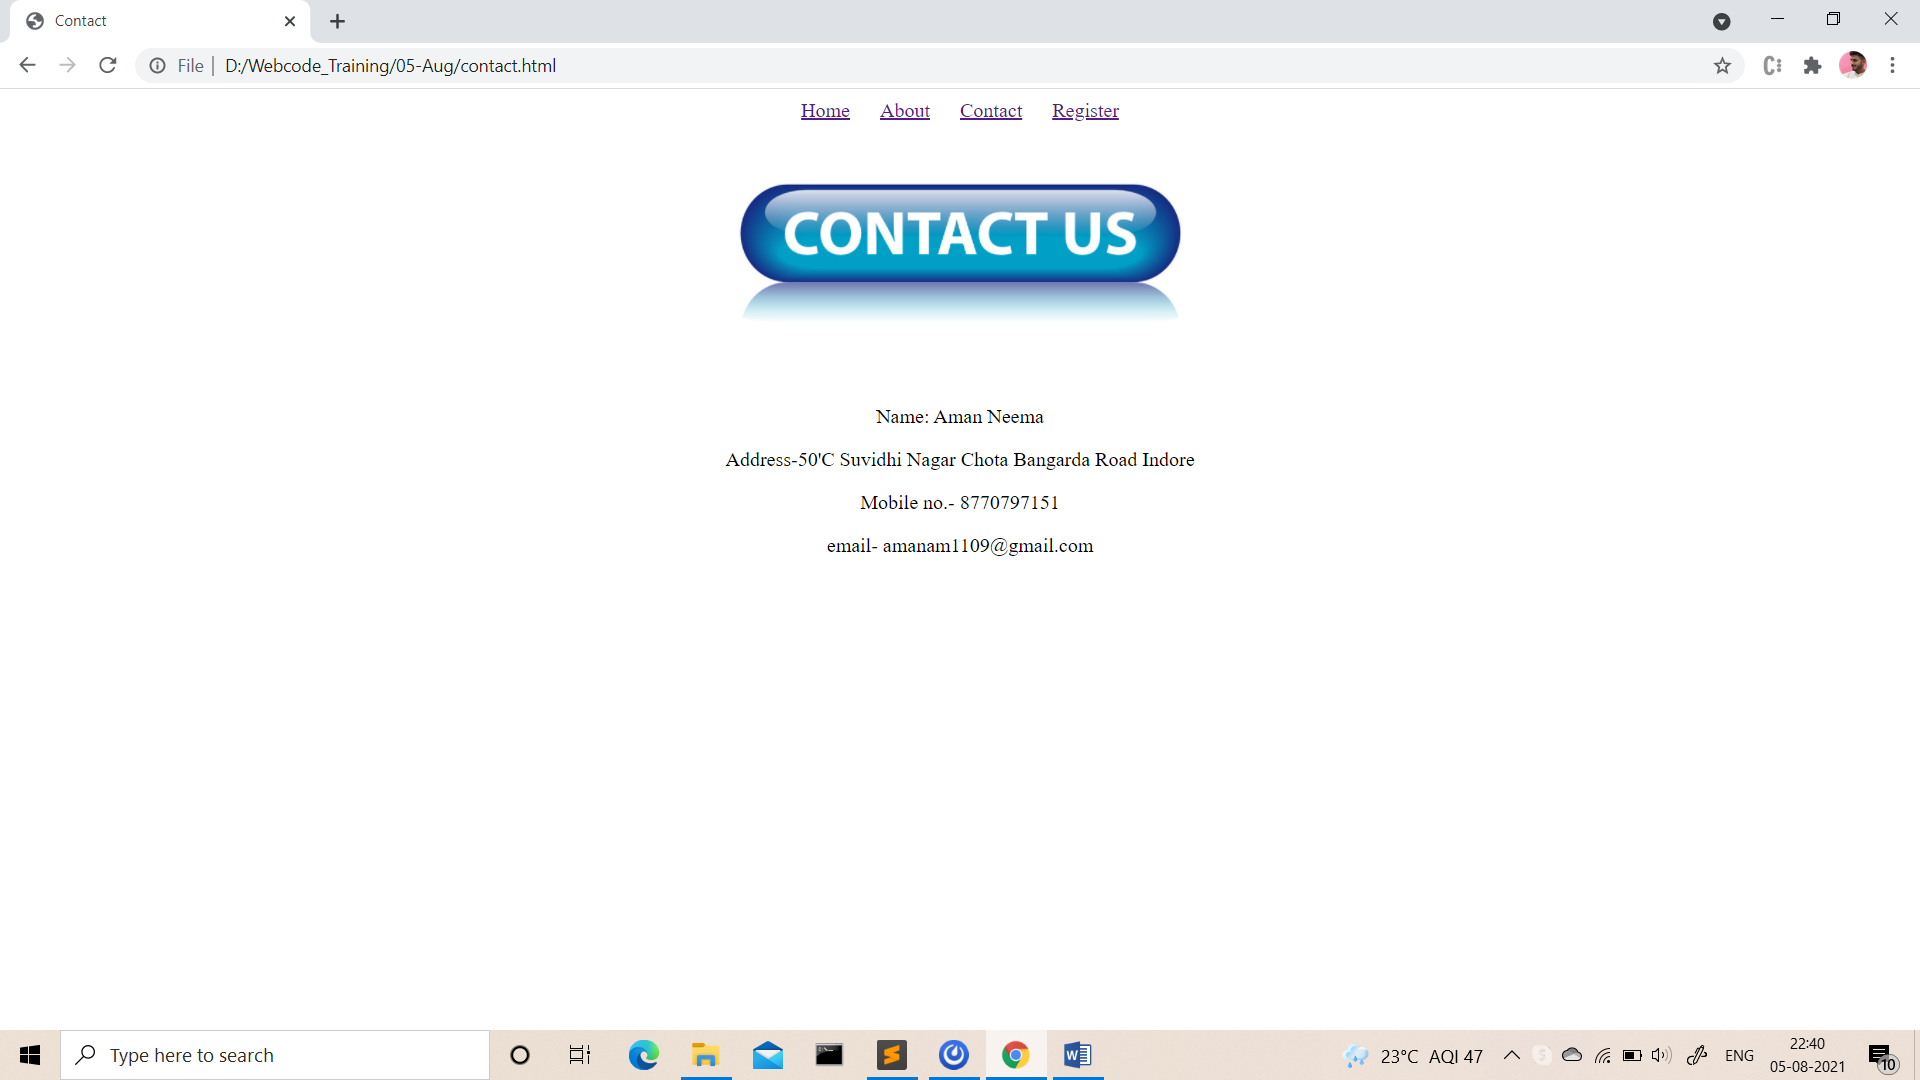 Contact
File
D:/Webcode_Training/05-Aug/contact.html
Home About Contact Register
CONTACT US
Name: Aman Neema
Address-50'C Suvidhi Nagar Chota Bangarda Road Indore
Mobile no.- 8770797151
email- amanam1109@gmail.com
Type here to search
23°C AQI 47
ENG
22:40
05-08-2021
10